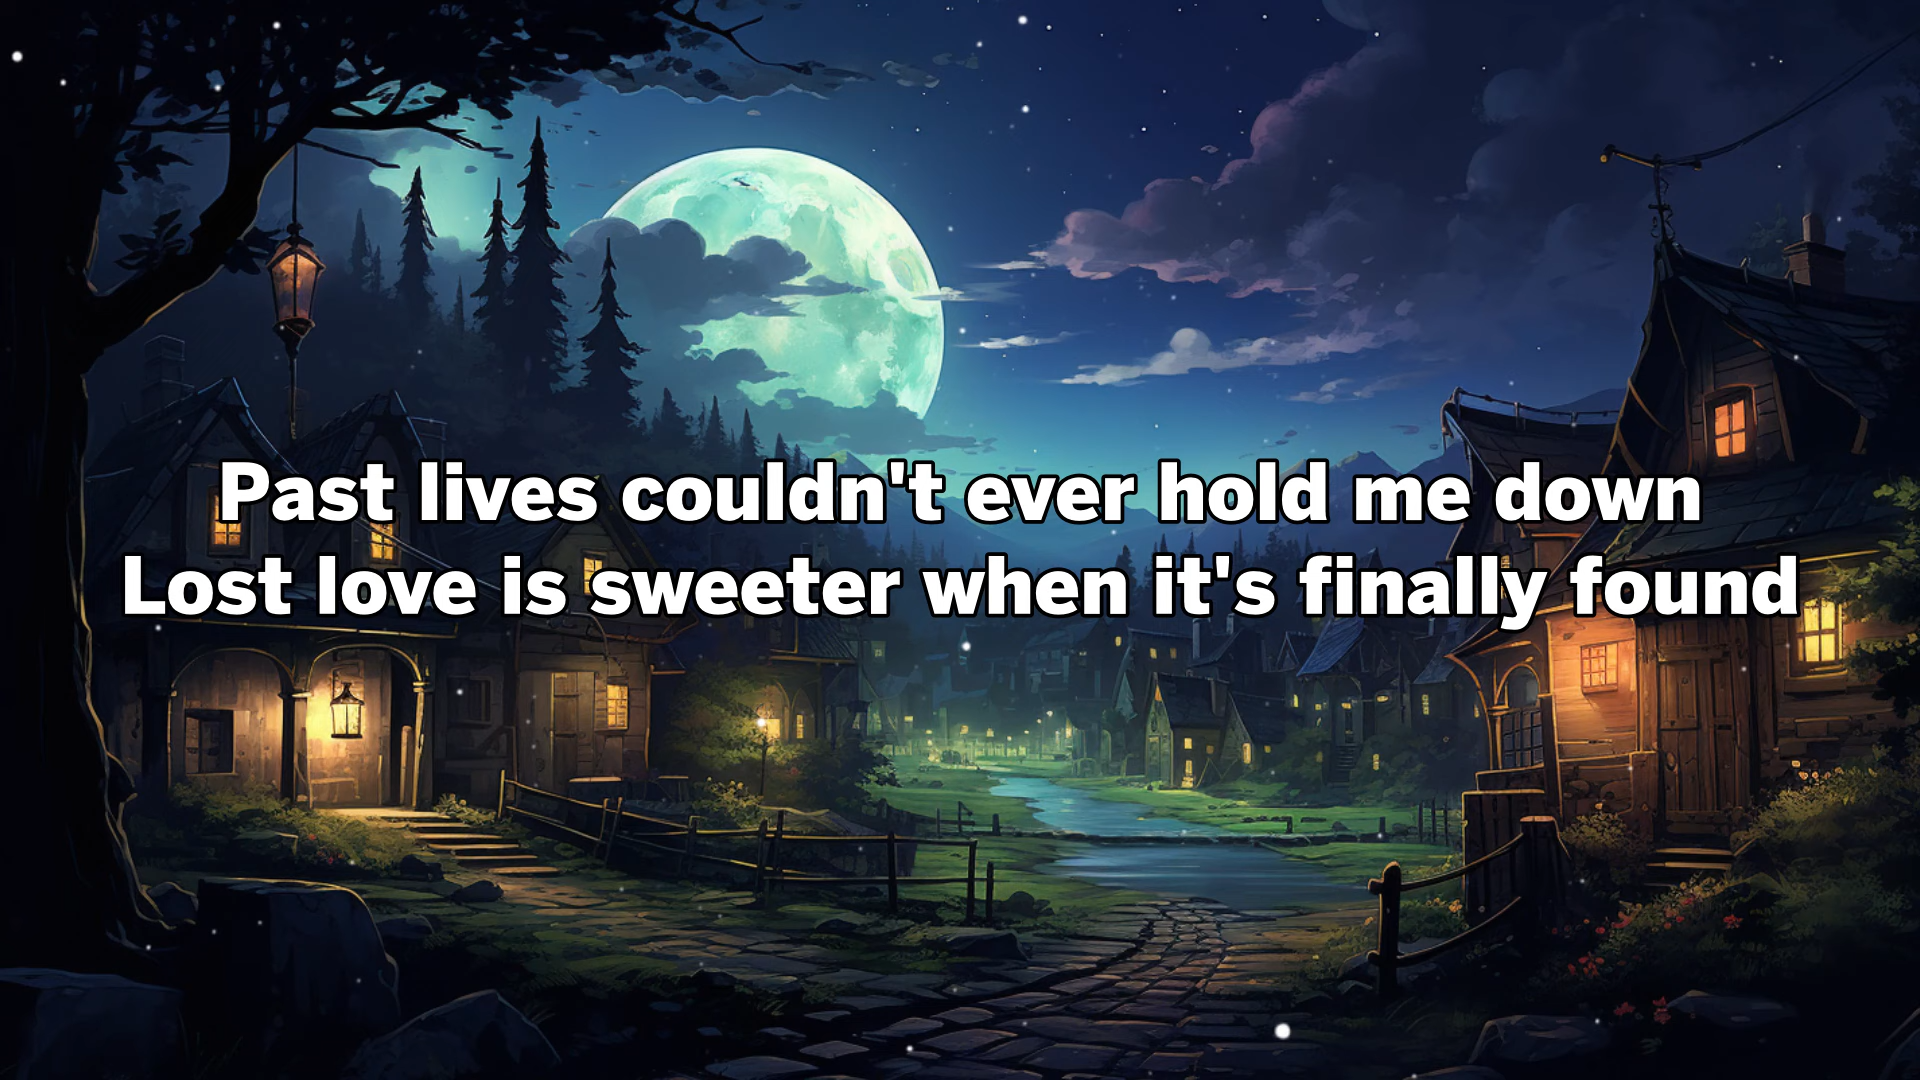 Past lives couldn't ever hold me down
Lost love is sweeter when it's finally found